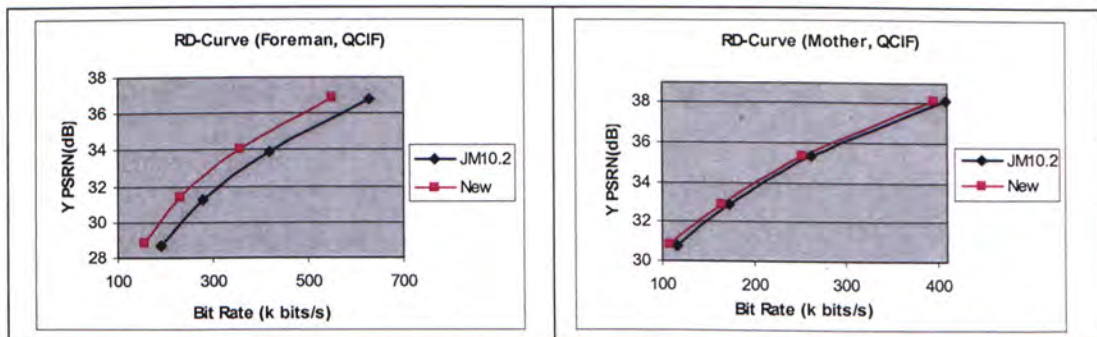 RD-Curve (Foreman, QCIF)
Y PSRN[dB]
38
36
34
32
30
28
100 300 500 700
Bit Rate (k bits/s)
JM10.2
New
RD-Curve (Mother, QCIF)
Y PSRN[dB]
38
36
34
32
30
100 200 300 400
Bit Rate (k bits/s)
JM10.2
New